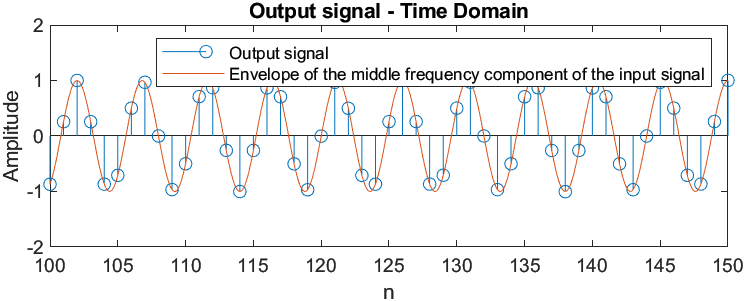 Output signal - Time Domain
2
1
0
-1
-2
Amplitude
Output signal
Envelope of the middle frequency component of the input signal
100 105 110 115 120 125 130 135 140 145 150
n